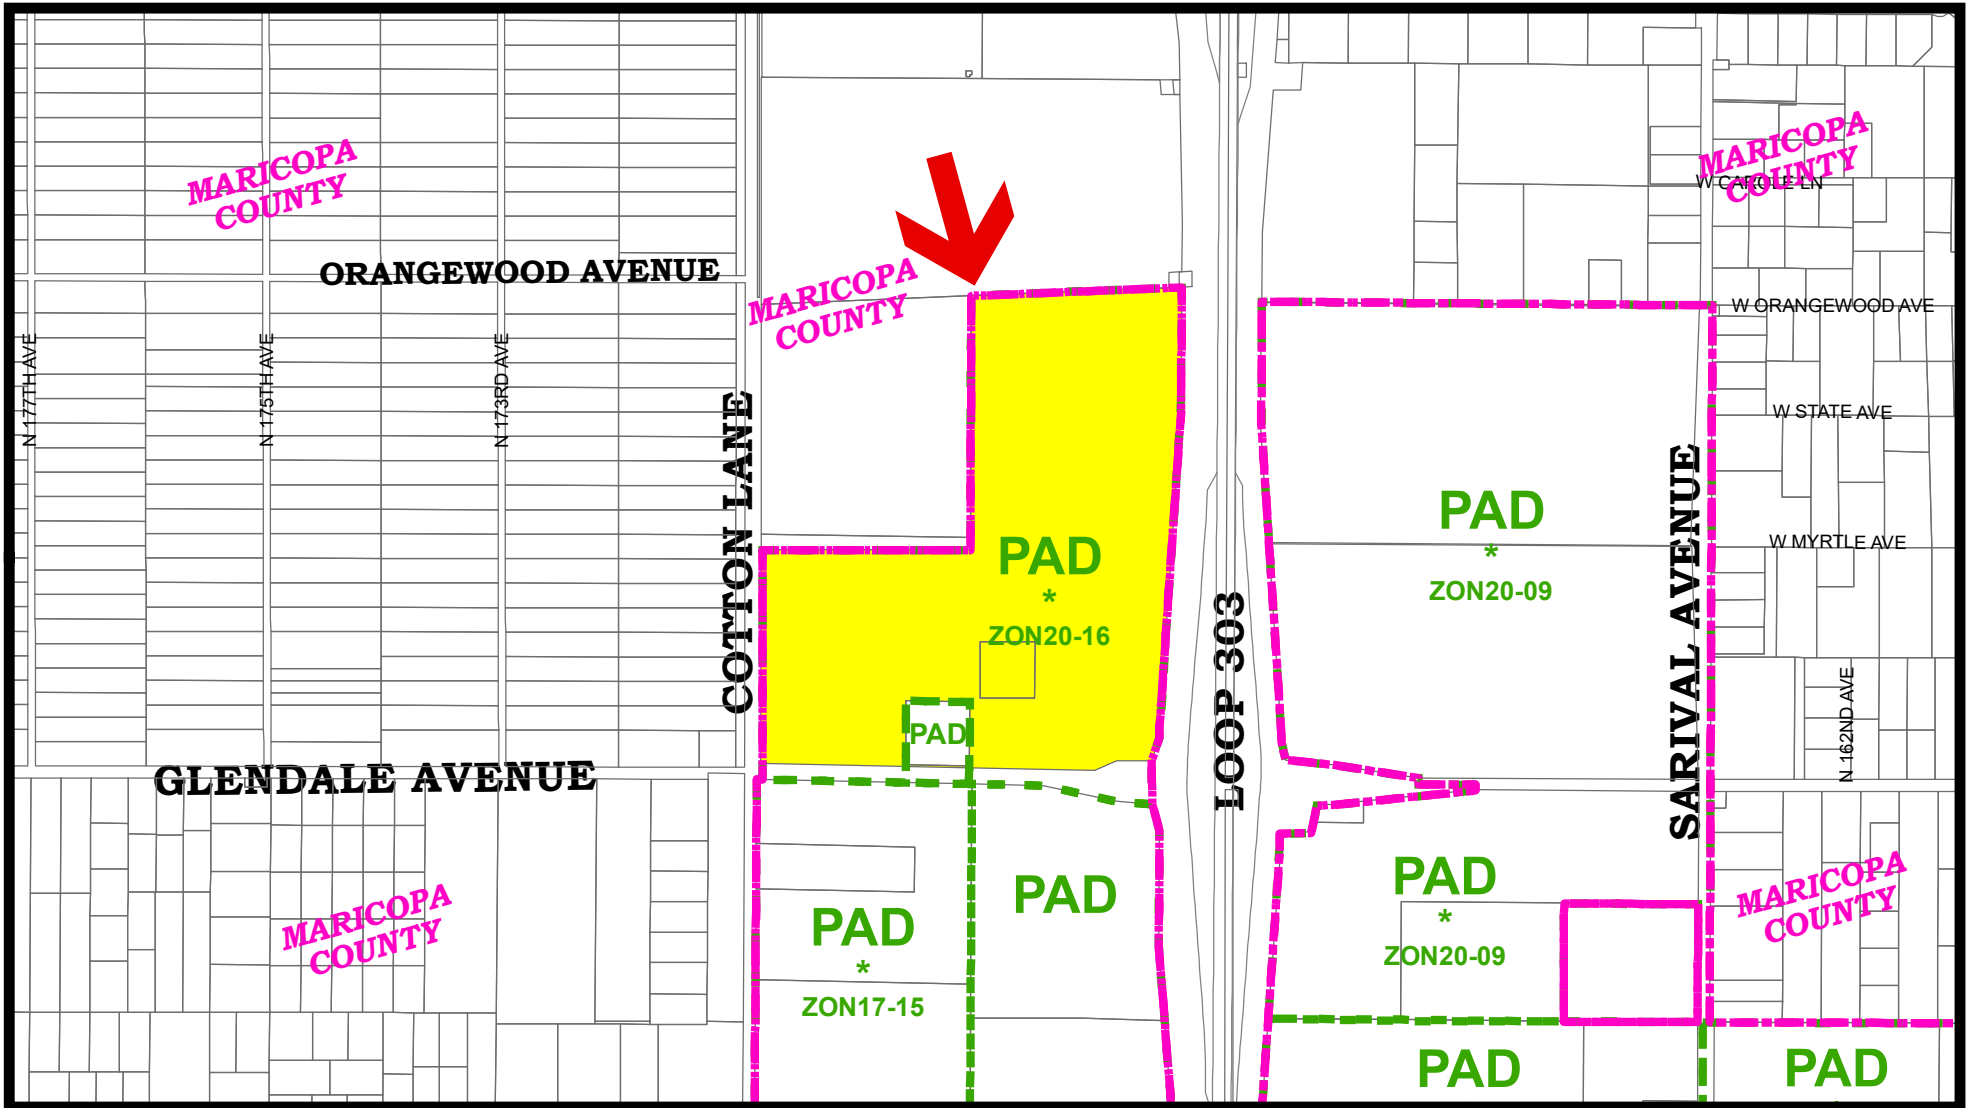 MARICOPA
COUNTY
MARICOPA
COUNTY
W CAROLE LN
ORANGEWOOD AVENUE
MARICOPA
COUNTY
W ORANGEWOOD AVE
N 177TH AVE
N 175TH AVE
N 173RD AVE
COTTON LANE
W STATE AVE
PAD
*
ZON20-09
W MYRTLE AVE
PAD
*
ZON20-16
LOOP 303
SARIVAL AVENUE
N 162ND AVE
PAD
GLENDALE AVENUE
MARICOPA
COUNTY
PAD
*
ZON17-15
PAD
PAD
*
ZON20-09
MARICOPA
COUNTY
PAD
PAD